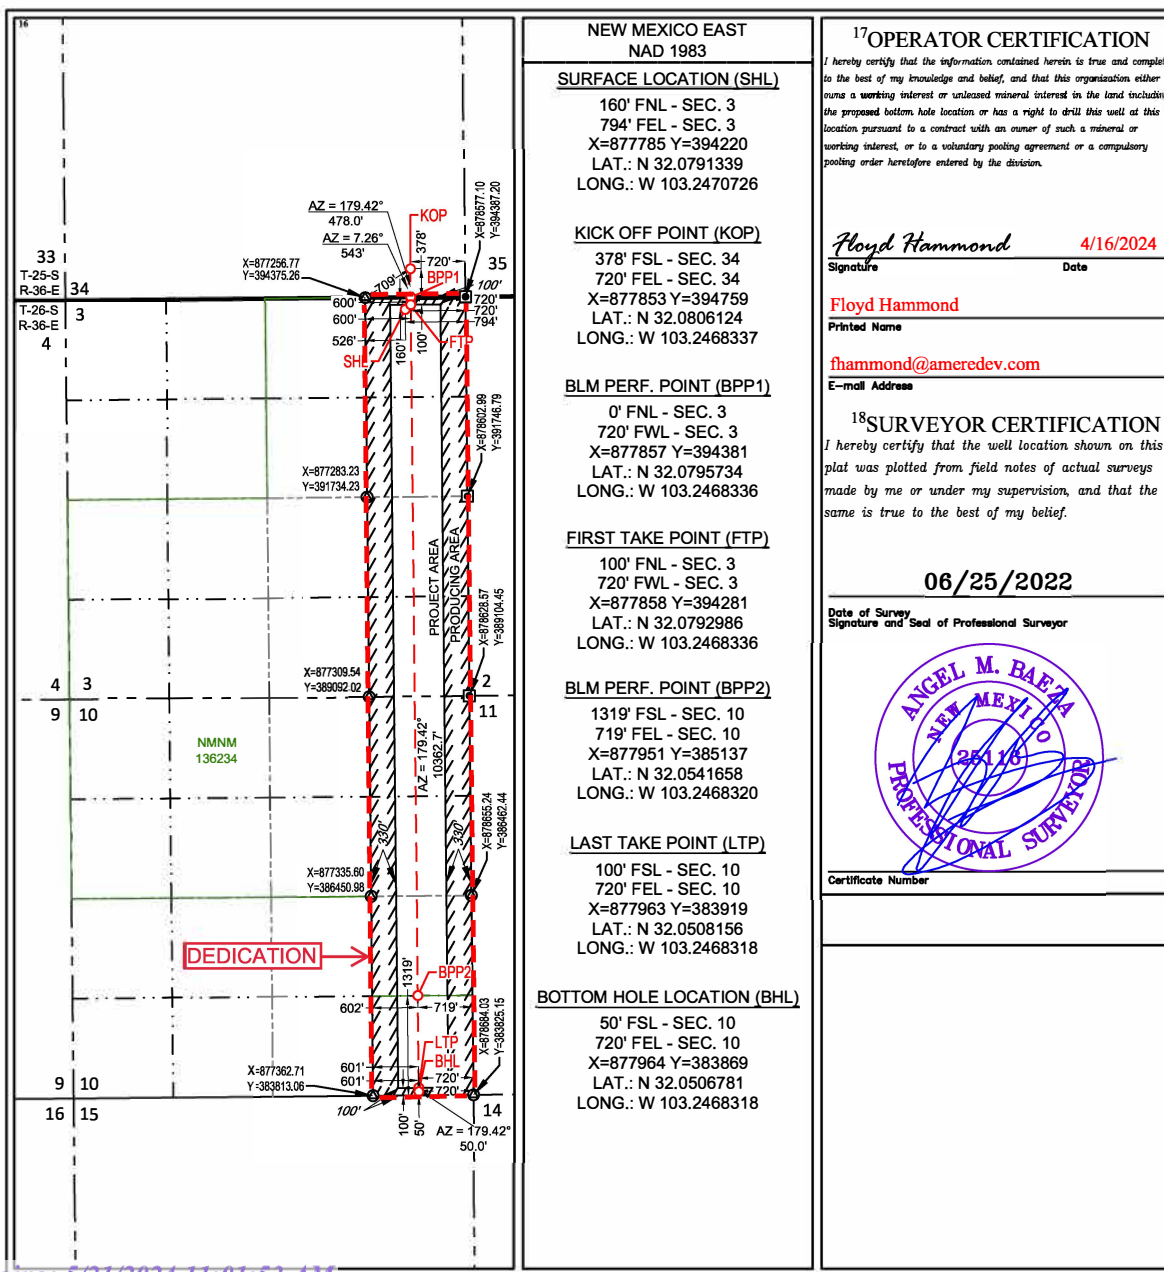 16
AZ = 179.42°
478.0'
AZ = 7.26°
543'
KOP
378'
720'
709'
BPP1
100'
X=878577.10
Y=394387.20
X=877256.77
Y=394375.26
33
T-25-S
R-36-E
34
35
T-26-S
R-36-E
3
4
600'
720'
600'
720'
794'
526'
SHL
160'
100'
FTP
X=878602.99
Y=391746.79
X=877283.23
Y=391734.23
PROJECT AREA
PRODUCING AREA
X=878628.57
Y=389104.45
X=877309.54
Y=389092.02
4
3
2
9
10
11
NMNM
136234
AZ = 179.42°
10362.7'
X=878655.24
Y=386462.44
330'
330'
X=877335.60
Y=386450.98
DEDICATION
1319'
BPP2
602'
719'
X=878684.03
Y=383825.15
LTP
BHL
601'
601'
720'
720'
X=877362.71
Y=383813.06
9
10
16
15
14
100'
100'
50'
AZ = 179.42°
50.0'
NEW MEXICO EAST
NAD 1983
SURFACE LOCATION (SHL)
160' FNL - SEC. 3
794' FEL - SEC. 3
X=877785 Y=394220
LAT.: N 32.0791339
LONG.: W 103.2470726
KICK OFF POINT (KOP)
378' FSL - SEC. 34
720' FEL - SEC. 34
X=877853 Y=394759
LAT.: N 32.0806124
LONG.: W 103.2468337
BLM PERF. POINT (BPP1)
0' FNL - SEC. 3
720' FWL - SEC. 3
X=877857 Y=394381
LAT.: N 32.0795734
LONG.: W 103.2468336
FIRST TAKE POINT (FTP)
100' FNL - SEC. 3
720' FWL - SEC. 3
X=877858 Y=394281
LAT.: N 32.0792986
LONG.: W 103.2468336
BLM PERF. POINT (BPP2)
1319' FSL - SEC. 10
719' FEL - SEC. 10
X=877951 Y=385137
LAT.: N 32.0541658
LONG.: W 103.2468320
LAST TAKE POINT (LTP)
100' FSL - SEC. 10
720' FEL - SEC. 10
X=877963 Y=383919
LAT.: N 32.0508156
LONG.: W 103.2468318
BOTTOM HOLE LOCATION (BHL)
50' FSL - SEC. 10
720' FEL - SEC. 10
X=877964 Y=383869
LAT.: N 32.0506781
LONG.: W 103.2468318
17OPERATOR CERTIFICATION
I hereby certify that the information contained herein is true and comple
to the best of my knowledge and belief, and that this organization either
owns a working interest or unleased mineral interest in the land includin
the proposed bottom hole location or has a right to drill this well at this
location pursuant to a contract with an owner of such a mineral or
working interest, or to a voluntary pooling agreement or a compulsory
pooling order heretofore entered by the division.
Floyd Hammond 4/16/2024
Signature Date
Floyd Hammond
Printed Name
fhammond@ameredev.com
E-mail Address
18SURVEYOR CERTIFICATION
I hereby certify that the well location shown on this
plat was plotted from field notes of actual surveys
made by me or under my supervision, and that the
same is true to the best of my belief.
06/25/2022
Date of Survey
Signature and Seal of Professional Surveyor
ANGEL M. BAEZA
NEW MEXICO
25116
PROFESSIONAL SURVEYOR
Certificate Number
5/21/2024 11:01:52 AM